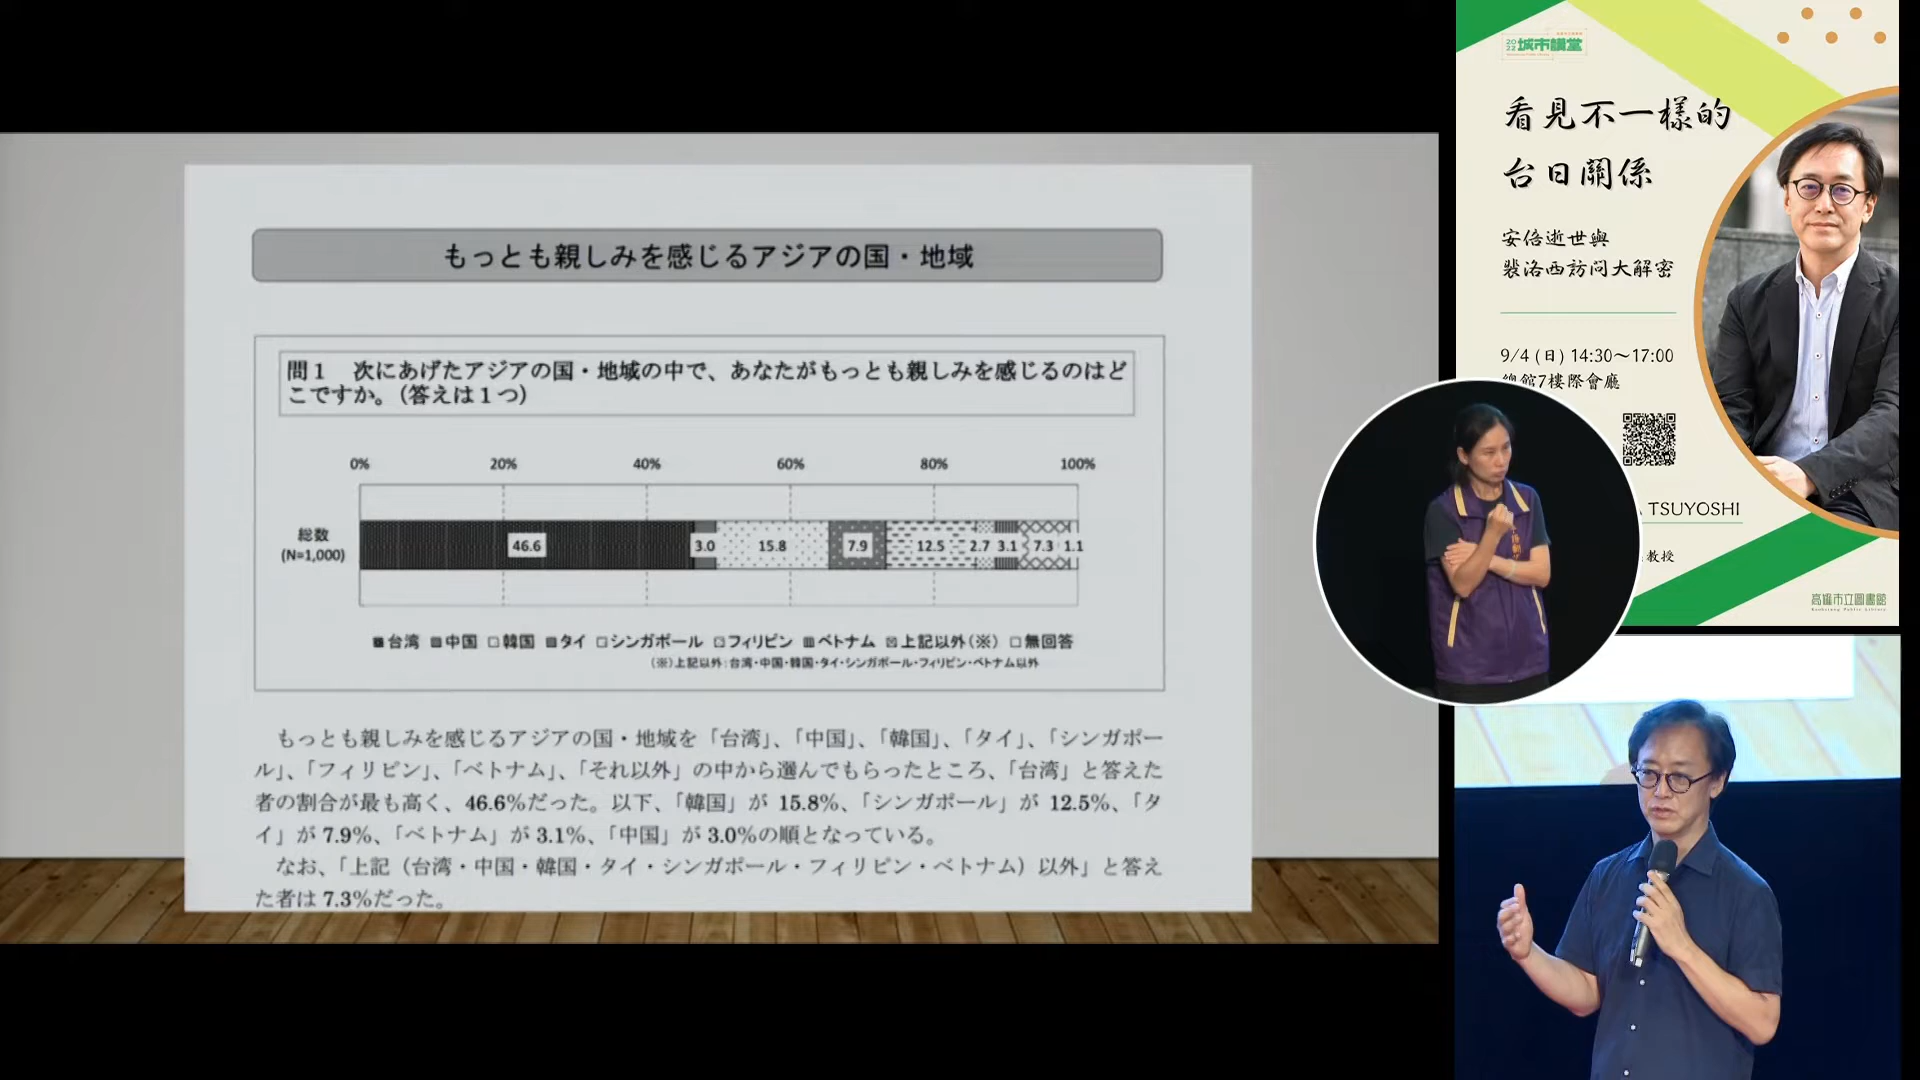 もっとも親しみを感じるアジアの国・地域
問1 次にあげたアジアの国・地域の中で、あなたがもっとも親しみを感じるのはど
こですか。（答えは1つ）
0% 20% 40% 60% 80% 100%
総数
(N=1,000)
46.6 3.0 15.8 7.9 12.5 2.7 3.1 7.3 1.1
台湾 中国 韓国 タイ シンガポール フィリピン ベトナム 上記以外（※） 無回答
（※）上記以外：台湾・中国・韓国・タイ・シンガポール・フィリピン・ベトナム以外
もっとも親しみを感じるアジアの国・地域を「台湾」、「中国」、「韓国」、「タイ」、「シンガポー
ル」、「フィリピン」、「ベトナム」、「それ以外」の中から選んでもらったところ、「台湾」と答えた
者の割合が最も高く、46.6%だった。以下、「韓国」が 15.8%、「シンガポール」が 12.5%、「タ
イ」が 7.9%、「ベトナム」が 3.1%、「中国」が 3.0%の順となっている。
なお、「上記（台湾・中国・韓国・タイ・シンガポール・フィリピン・ベトナム）以外」と答え
た者は 7.3%だった。
2022 城市講堂
看見不一樣的
台日關係
安倍逝世與
裴洛西訪問大解密
9/4 (日) 14:30~17:00
總館7樓際會廳
TSUYOSHI
教授
高雄市立圖書館
Kaohsiung Public Library